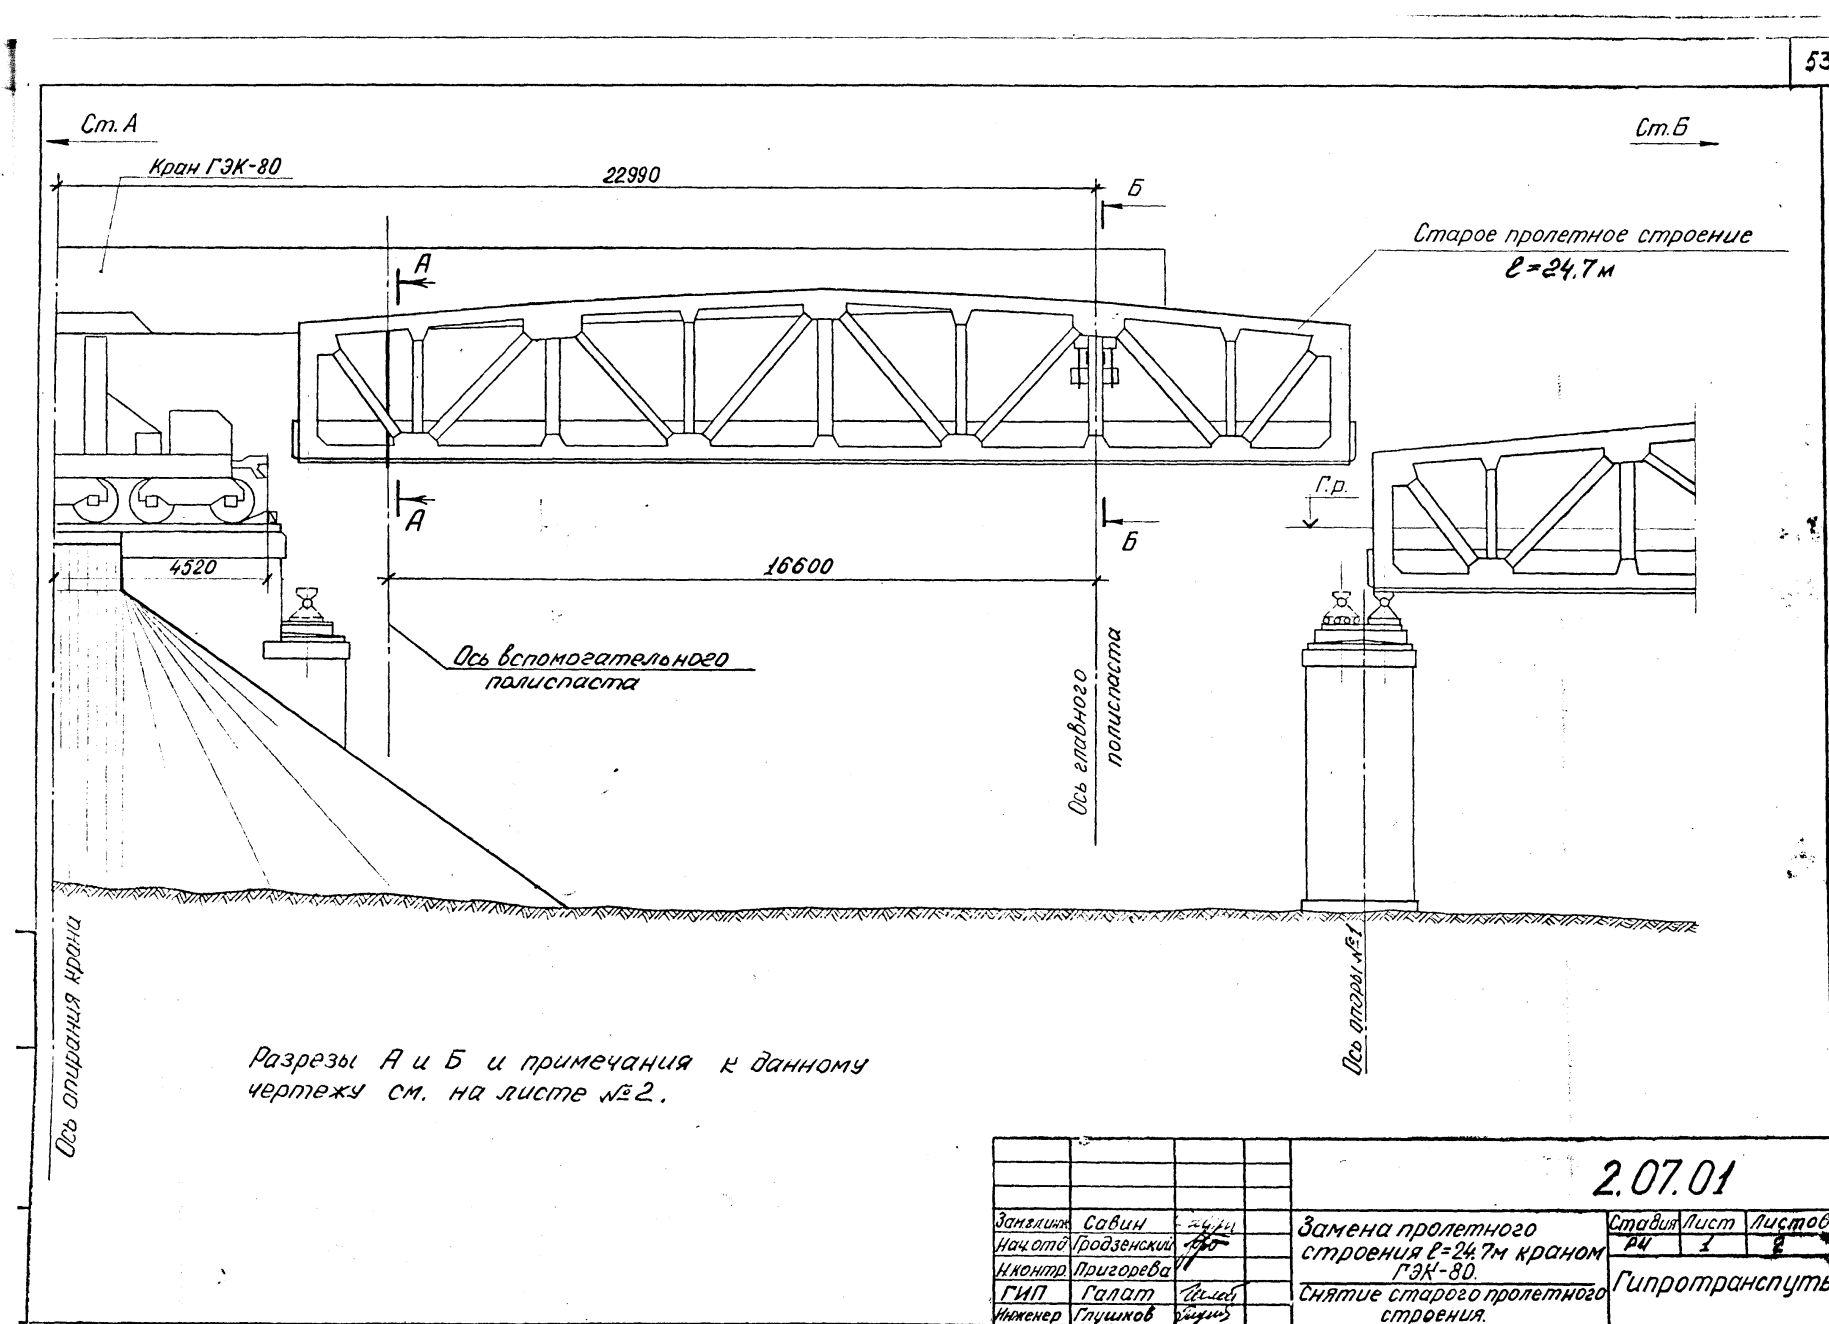 53
Ст. А
Ст. Б
Кран ГЭК-80
22990
Б
Старое пролетное строение
ℓ=24,7м
А
Г.р.
А
Б
4520
16600
Ось вспомогательного
полиспаста
Ось главного
полиспаста
Ось опирания крана
Ось опоры №1
Разрезы А и Б и примечания к данному
чертежу см. на листе №2.
2.07.01
Зам гл инж Савин
Нач. отд Гродзенский
Н.контр. Пригорева
ГИП Галат
Инженер Глушков
Замена пролетного
строения ℓ=24.7м краном
ГЭК-80.
Снятие старого пролетного
строения.
Стадия Лист Листов
РЧ 1 2
Гипротранспуть